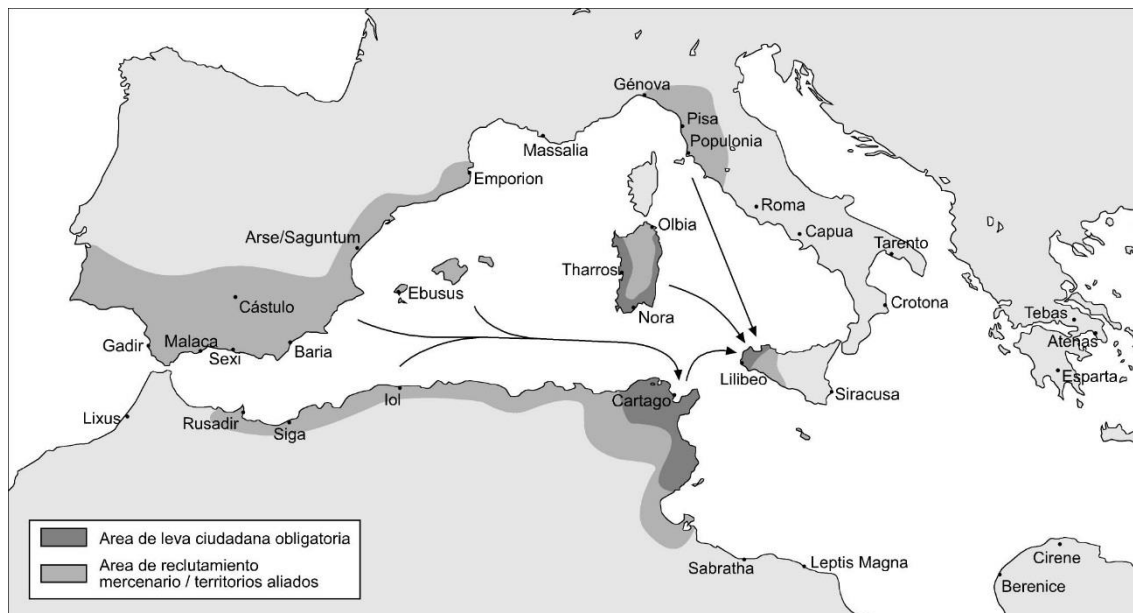 Génova
Pisa
Populonia
Massalia
Emporion
Roma
Olbia
Capua
Arse/Saguntum
Tarento
Tharros
Ebusus
Cástulo
Nora
Crotona
Tebas
Atenas
Gadir
Malaca
Sexi
Baria
Lilibeo
Esparta
Iol
Cartago
Siracusa
Lixus
Rusadir
Siga
Area de leva ciudadana obligatoria
Area de reclutamiento
mercenario / territorios aliados
Sabratha
Leptis Magna
Cirene
Berenice